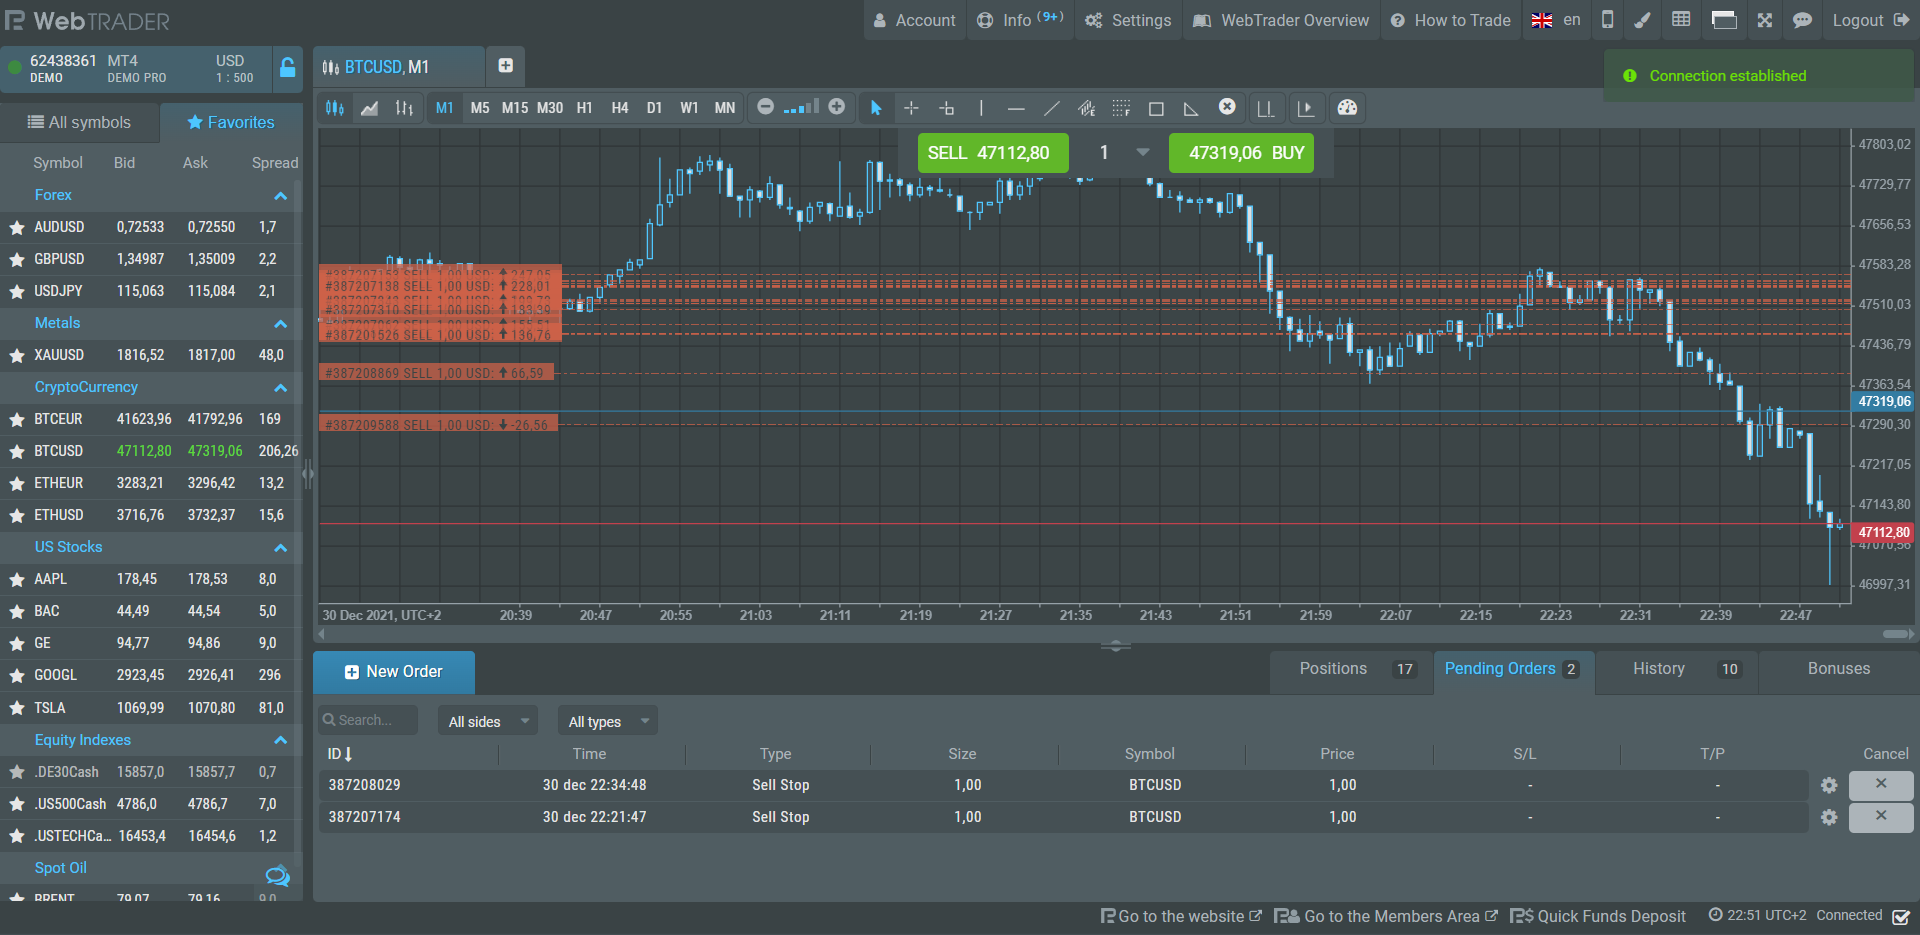 WebTRADER
Account Info (9+) Settings WebTrader Overview How to Trade en Logout
62438361 MT4 USD
DEMO DEMO PRO 1 : 500
BTCUSD, M1
Connection established
All symbols Favorites
M1 M5 M15 M30 H1 H4 D1 W1 MN
Symbol Bid Ask Spread
SELL 47112,80 1 47319,06 BUY
Forex
AUDUSD 0,72533 0,72550 1,7
GBPUSD 1,34987 1,35009 2,2
USDJPY 115,063 115,084 2,1
Metals
XAUUSD 1816,52 1817,00 48,0
CryptoCurrency
BTCEUR 41623,96 41792,96 169
BTCUSD 47112,80 47319,06 206,26
ETHEUR 3283,21 3296,42 13,2
ETHUSD 3716,76 3732,37 15,6
US Stocks
AAPL 178,45 178,53 8,0
BAC 44,49 44,54 5,0
GE 94,77 94,86 9,0
GOOGL 2923,45 2926,41 296
TSLA 1069,99 1070,80 81,0
Equity Indexes
.DE30Cash 15857,0 15857,7 0,7
.US500Cash 4786,0 4786,7 7,0
.USTECHCa... 16453,4 16454,6 1,2
Spot Oil
BRENT 79,07 79,16 9,0
#387207138 SELL 1,00 USD: 228,01
#387207310 SELL 1,00 USD:
#387201526 SELL 1,00 USD: 136,76
#387208869 SELL 1,00 USD: 66,59
#387209588 SELL 1,00 USD: -26,56
47803,02
47729,77
47656,53
47583,28
47510,03
47436,79
47363,54
47319,06
47290,30
47217,05
47143,80
47112,80
47070,56
46997,31
30 Dec 2021, UTC+2 20:39 20:47 20:55 21:03 21:11 21:19 21:27 21:35 21:43 21:51 21:59 22:07 22:15 22:23 22:31 22:39 22:47
New Order Positions 17 Pending Orders 2 History 10 Bonuses
Search... All sides All types
ID Time Type Size Symbol Price S/L T/P Cancel
387208029 30 dec 22:34:48 Sell Stop 1,00 BTCUSD 1,00 - -
387207174 30 dec 22:21:47 Sell Stop 1,00 BTCUSD 1,00 - -
Go to the website Go to the Members Area Quick Funds Deposit 22:51 UTC+2 Connected